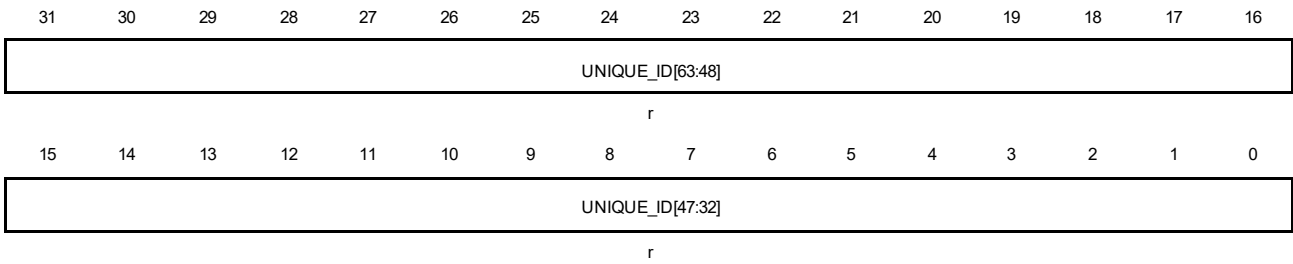 31 30 29 28 27 26 25 24 23 22 21 20 19 18 17 16
UNIQUE_ID[63:48]
r
15 14 13 12 11 10 9 8 7 6 5 4 3 2 1 0
UNIQUE_ID[47:32]
r